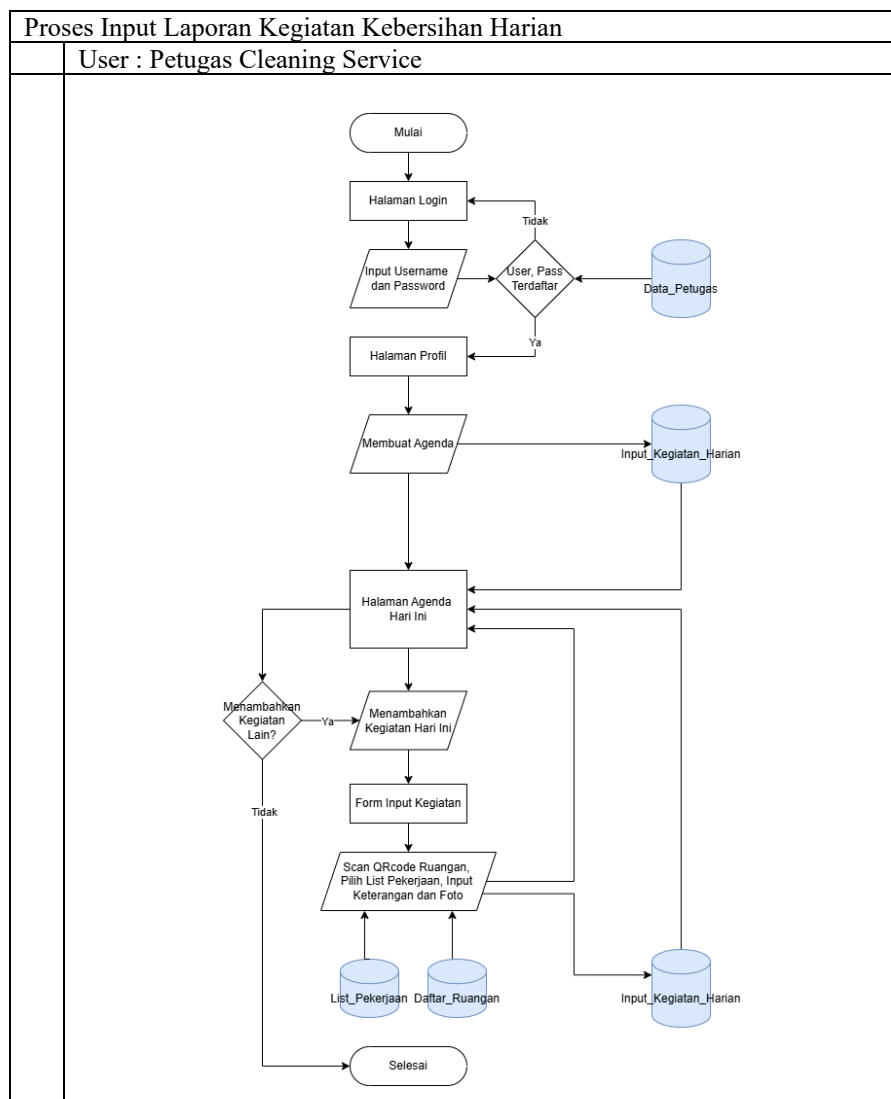 Proses Input Laporan Kegiatan Kebersihan Harian
User : Petugas Cleaning Service
Mulai
Halaman Login
Tidak
Input Username
dan Password
User, Pass
Terdaftar
Data_Petugas
Ya
Halaman Profil
Membuat Agenda
Input_Kegiatan_Harian
Halaman Agenda
Hari Ini
Menambahkan
Kegiatan
Lain?
Ya
Menambahkan
Kegiatan Hari Ini
Form Input Kegiatan
Tidak
Scan QRcode Ruangan,
Pilih List Pekerjaan, Input
Keterangan dan Foto
List_Pekerjaan
Daftar_Ruangan
Input_Kegiatan_Harian
Selesai